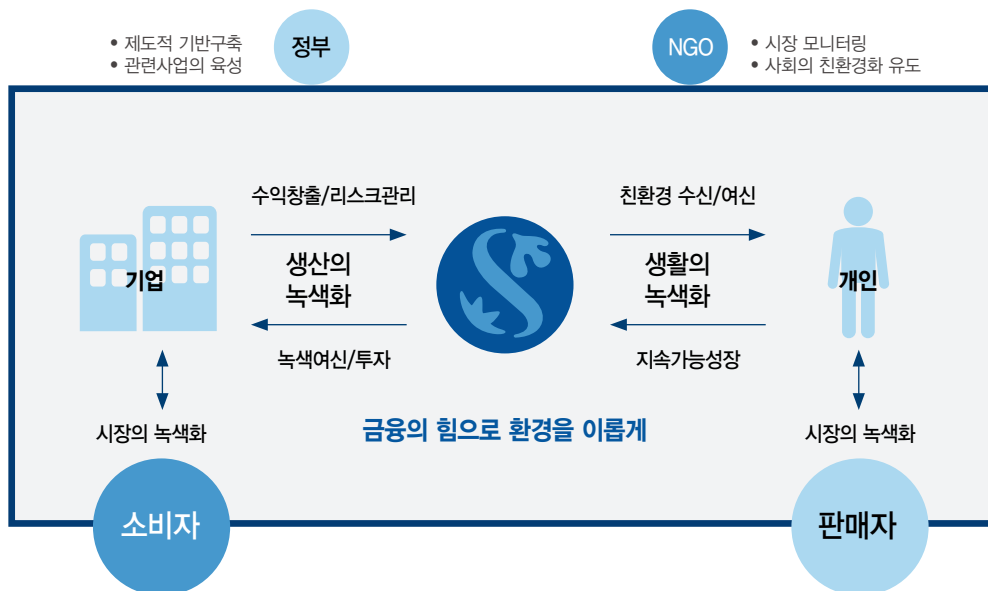 • 제도적 기반구축
• 관련사업의 육성
정부
NGO
• 시장 모니터링
• 사회의 친환경화 유도
수익창출/리스크관리
친환경 수신/여신
기업
생산의
녹색화
생활의
녹색화
개인
녹색여신/투자
지속가능성장
시장의 녹색화
금융의 힘으로 환경을 이롭게
시장의 녹색화
소비자
판매자